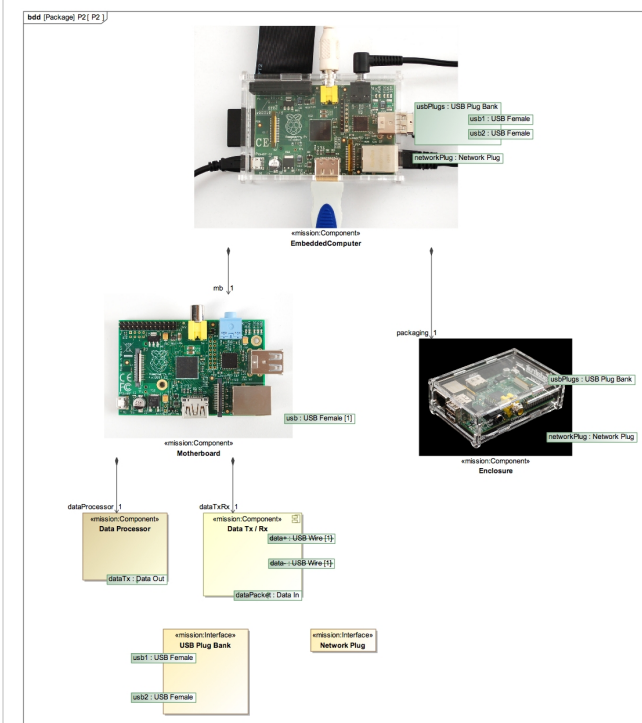 bdd [Package] P2 [ P2 ]
usbPlugs : USB Plug Bank
usb1 : USB Female
usb2 : USB Female
networkPlug : Network Plug
CE
«mission:Component»
EmbeddedComputer
mb 1
packaging 1
CE
FC
usbPlugs : USB Plug Bank
usb : USB Female [1]
networkPlug : Network Plug
«mission:Component»
Motherboard
«mission:Component»
Enclosure
dataProcessor 1
dataTxRx 1
«mission:Component»
Data Processor
dataTx : Data Out
«mission:Component»
Data Tx / Rx
data+ : USB Wire [1]
data- : USB Wire [1]
dataPacket : Data In
«mission:Interface»
USB Plug Bank
usb1 : USB Female
usb2 : USB Female
«mission:Interface»
Network Plug